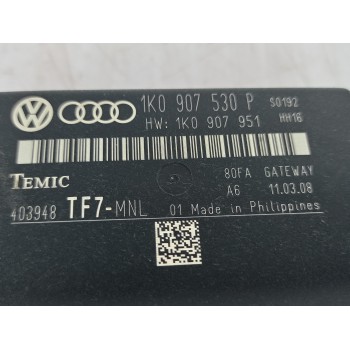 1K0 907 530 P S0192
HW: 1K0 907 951 HH16
TEMIC 80FA GATEWAY
A6 11.03.08
403948 TF7-MNL 01 Made in Philippines